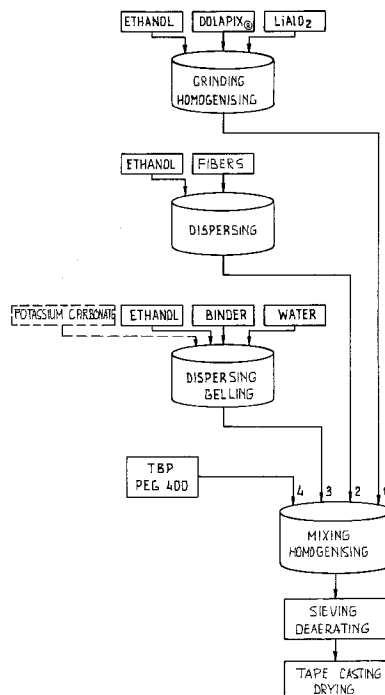 ETHANOL
DOLAPIX®
LiAlO2
GRINDING
HOMOGENISING
ETHANOL
FIBERS
DISPERSING
POTASSIUM CARBONATE
ETHANOL
BINDER
WATER
DISPERSING
GELLING
TBP
PEG 400
4 3 2 1
MIXING
HOMOGENISING
SIEVING
DEAERATING
TAPE CASTING
DRYING